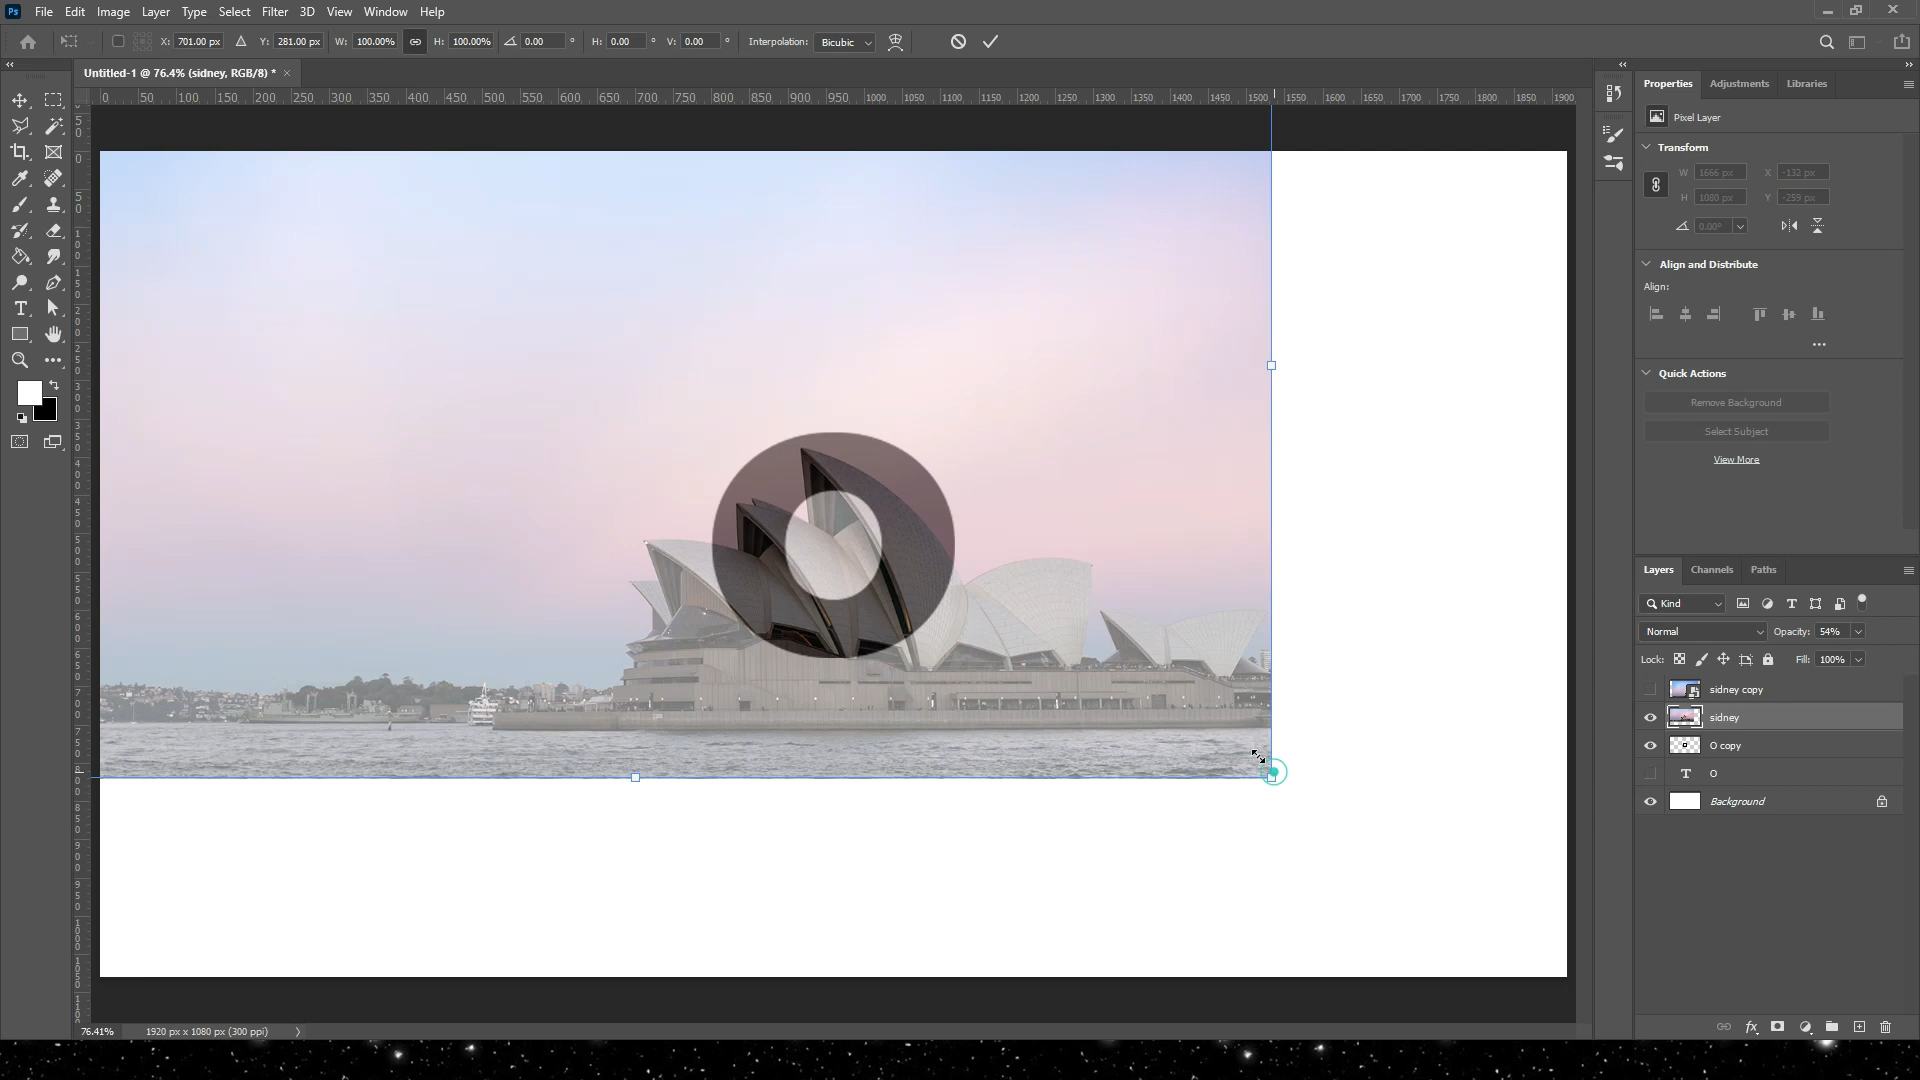 Ps File Edit Image Layer Type Select Filter 3D View Window Help
X: 701.00 px Y: 281.00 px W: 100.00% H: 100.00% 0.00 ° H: 0.00 ° V: 0.00 ° Interpolation: Bicubic
Untitled-1 @ 76.4% (sidney, RGB/8) * ×
0 50 100 150 200 250 300 350 400 450 500 550 600 650 700 750 800 850 900 950 1000 1050 1100 1150 1200 1250 1300 1350 1400 1450 1500 1550 1600 1650 1700 1750 1800 1850 1900
Properties Adjustments Libraries
Pixel Layer
Transform
W 1666 px X -132 px
H 1080 px Y -259 px
0.00°
Align and Distribute
Align:
Quick Actions
Remove Background
Select Subject
View More
Layers Channels Paths
Kind
Normal Opacity: 54%
Lock: Fill: 100%
sidney copy
sidney
O copy
T O
Background
O
76.41% 1920 px x 1080 px (300 ppi)